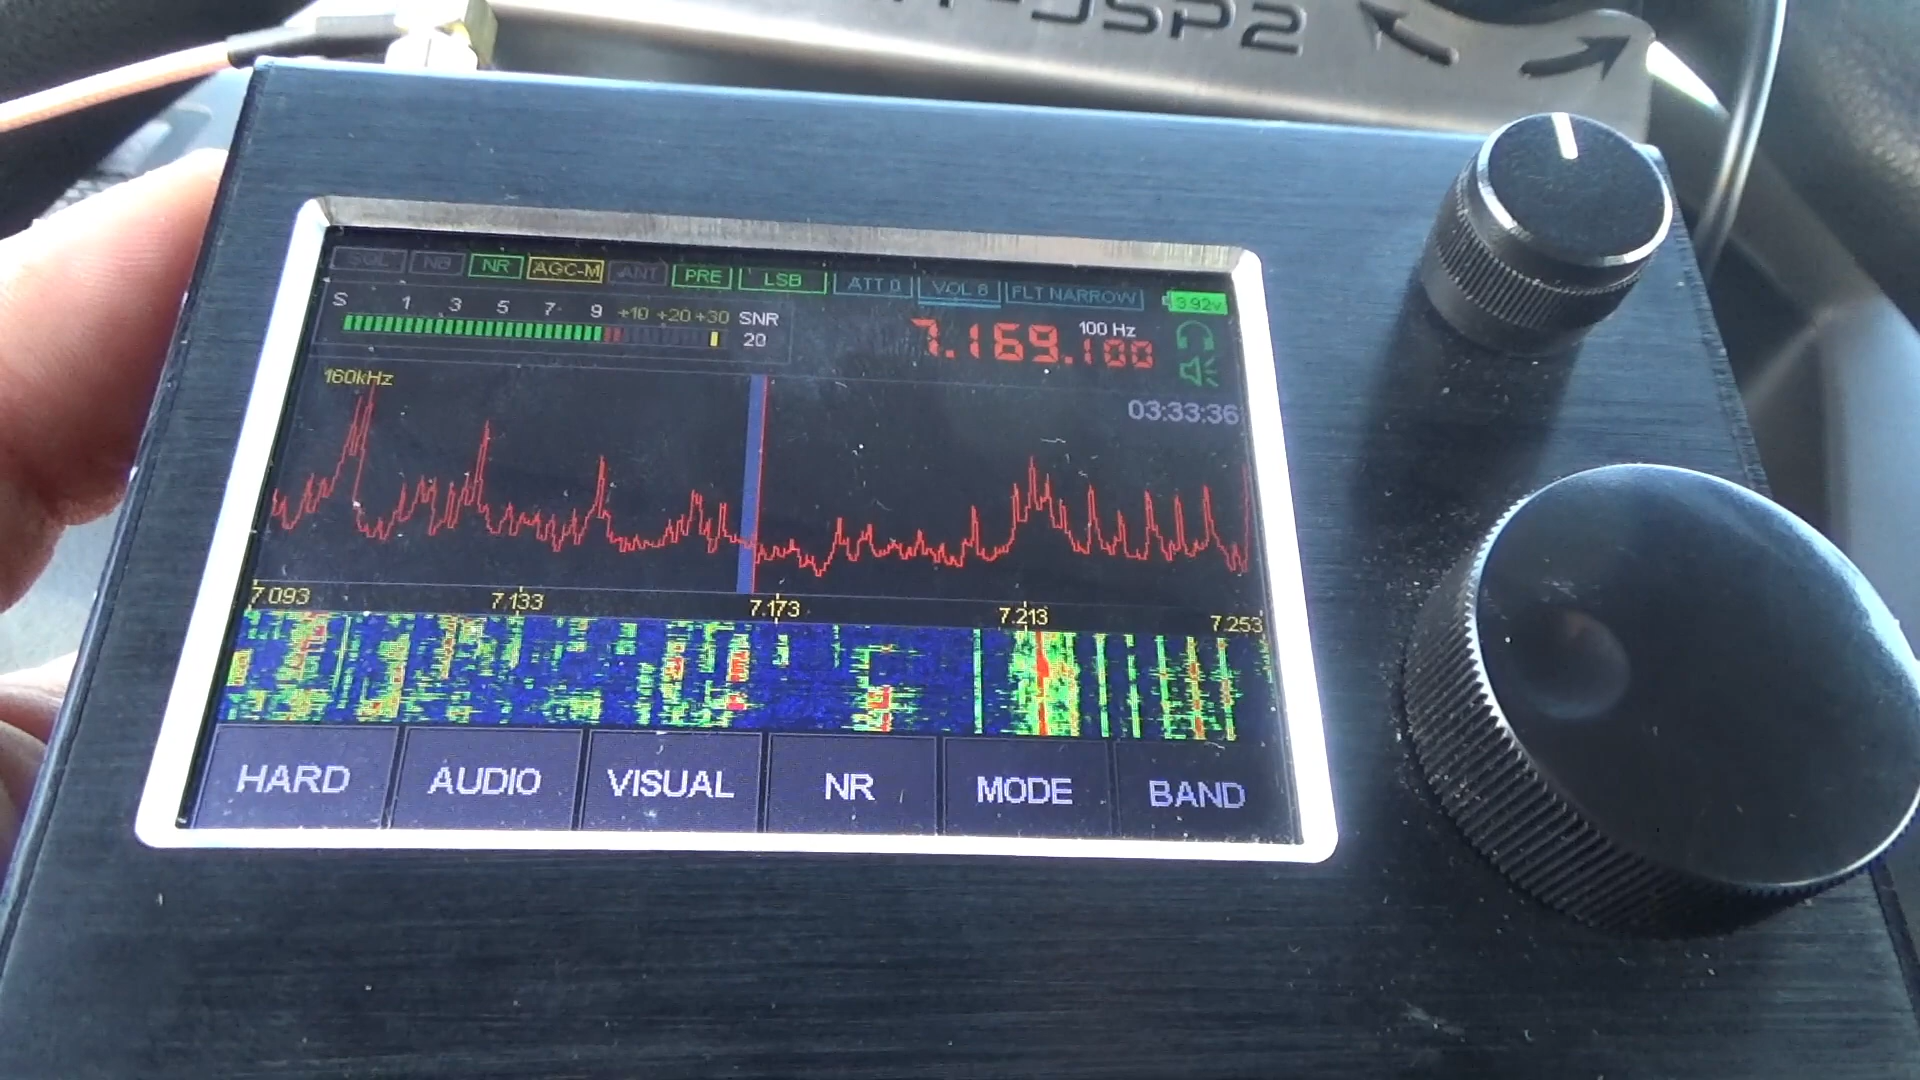 -JSP2
SQL NB NR AGC-M ANT PRE LSB ATT 0 VOL 6 FLT NARROW 3.92v
S 1 3 5 7 9 +10 +20 +30 SNR
20
100 Hz
7.169.100
160kHz
03:33:36
7.093 7.133 7.173 7.213 7.253
HARD AUDIO VISUAL NR MODE BAND